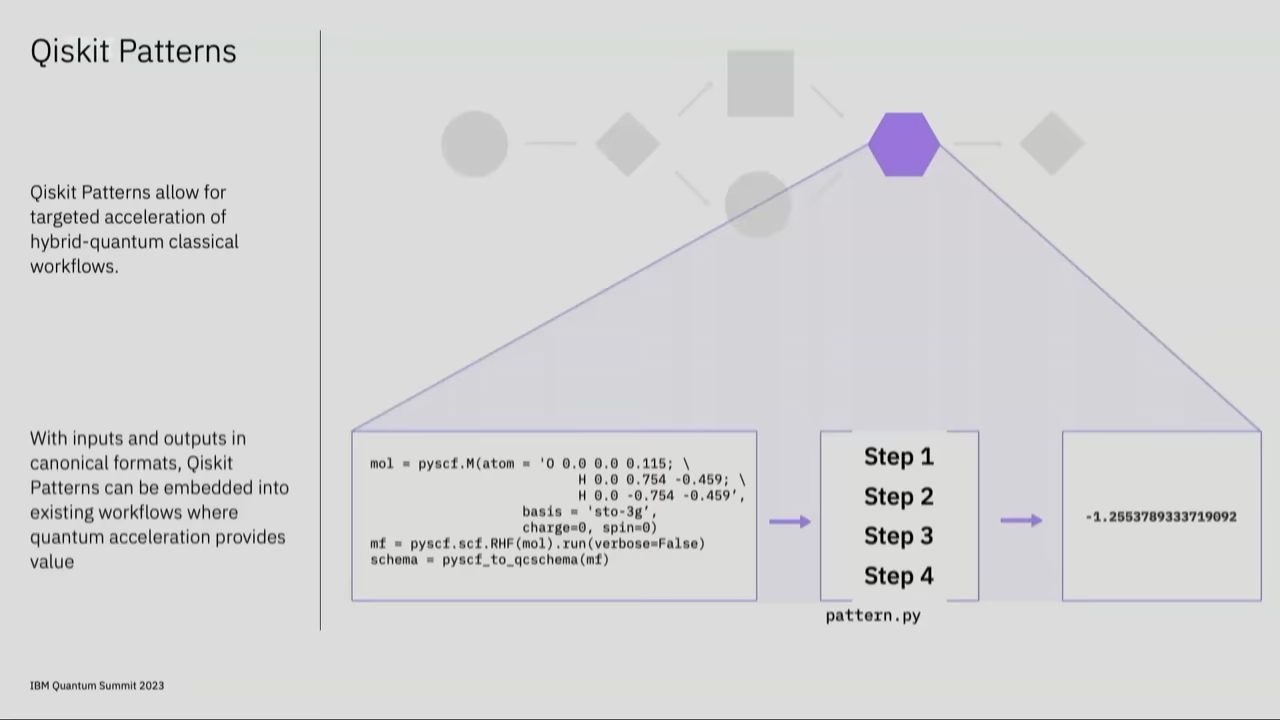 Qiskit Patterns
Qiskit Patterns allow for
targeted acceleration of
hybrid-quantum classical
workflows.
With inputs and outputs in
canonical formats, Qiskit
Patterns can be embedded into
existing workflows where
quantum acceleration provides
value
mol = pyscf.M(atom = 'O 0.0 0.0 0.115; \
H 0.0 0.754 -0.459; \
H 0.0 -0.754 -0.459',
basis = 'sto-3g',
charge=0, spin=0)
mf = pyscf.scf.RHF(mol).run(verbose=False)
schema = pyscf_to_qcschema(mf)
Step 1
Step 2
Step 3
Step 4
pattern.py
-1.2553789333719092
IBM Quantum Summit 2023